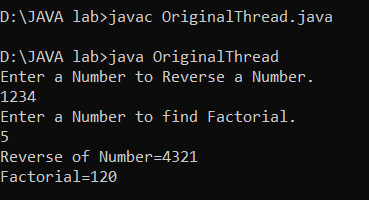 D:\JAVA lab>javac OriginalThread.java
D:\JAVA lab>java OriginalThread
Enter a Number to Reverse a Number.
1234
Enter a Number to find Factorial.
5
Reverse of Number=4321
Factorial=120